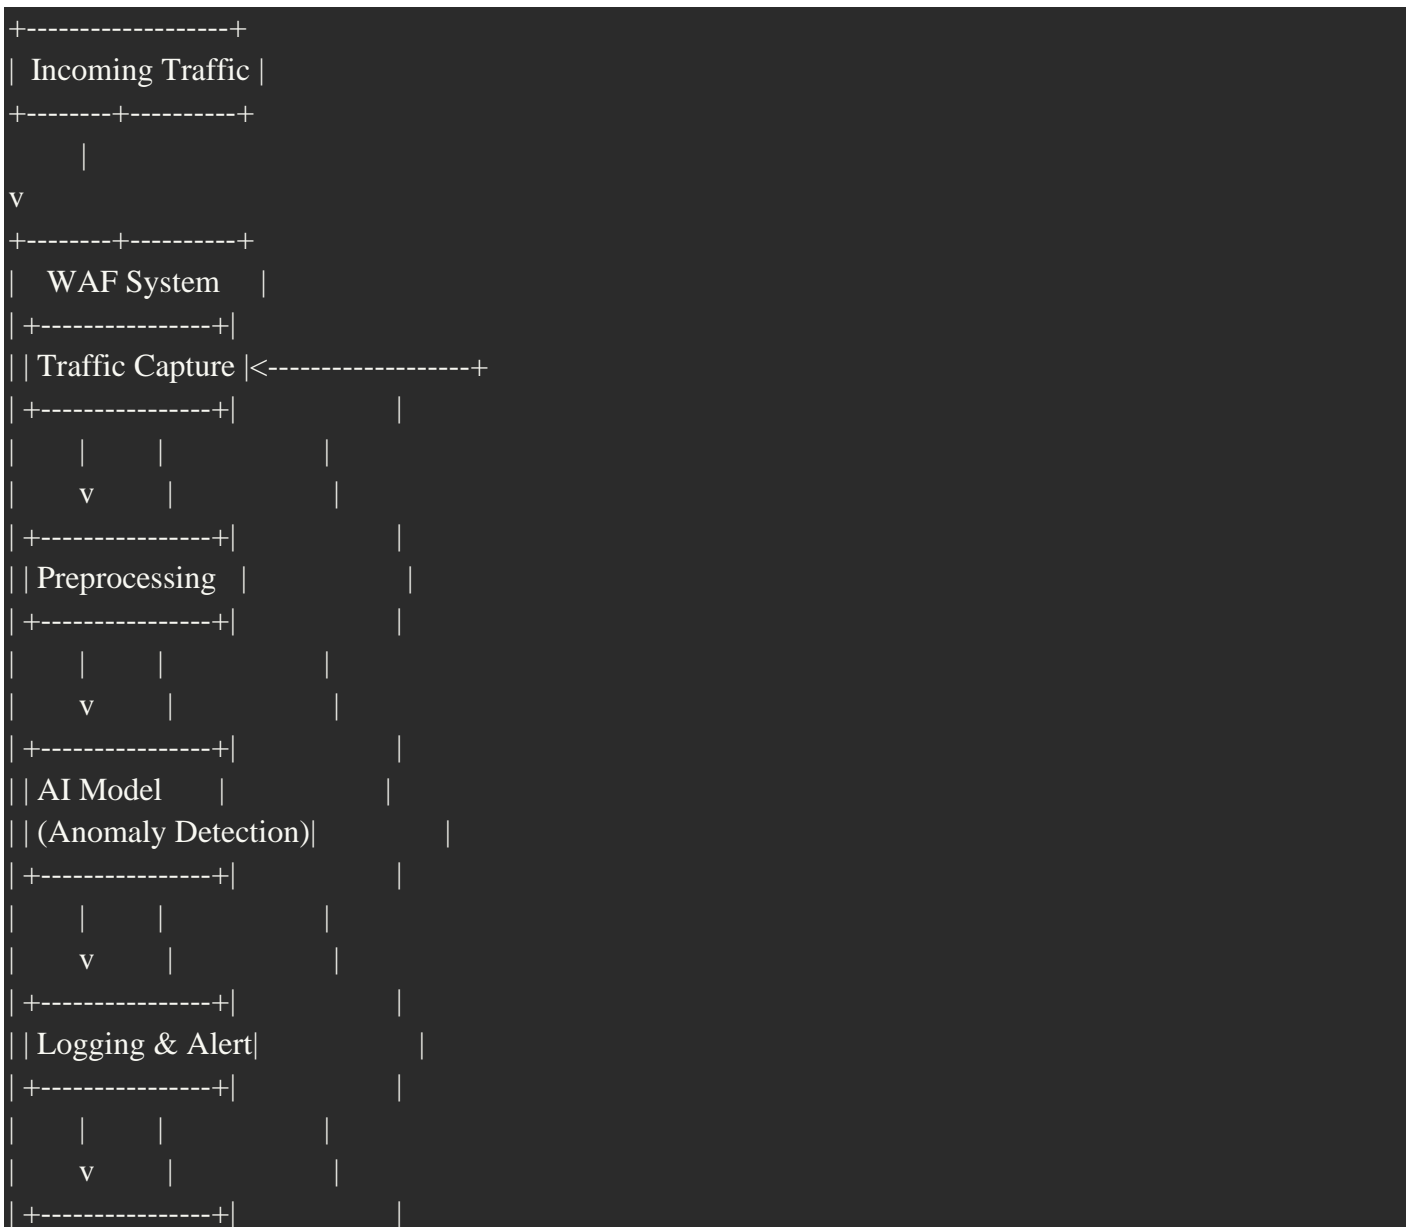 +-------------------+
|  Incoming Traffic |
+--------+----------+
         |
v
+--------+----------+
|    WAF System     |
| +----------------+|
| | Traffic Capture |<-------------------+
| +----------------+|                    |
|        |         |                    |
|        v         |                    |
| +----------------+|                    |
| | Preprocessing   |                    |
| +----------------+|                    |
|        |         |                    |
|        v         |                    |
| +----------------+|                    |
| | AI Model       |                    |
| | (Anomaly Detection)|                |
| +----------------+|                    |
|        |         |                    |
|        v         |                    |
| +----------------+|                    |
| | Logging & Alert|                    |
| +----------------+|                    |
|        |         |                    |
|        v         |                    |
| +----------------+|                    |